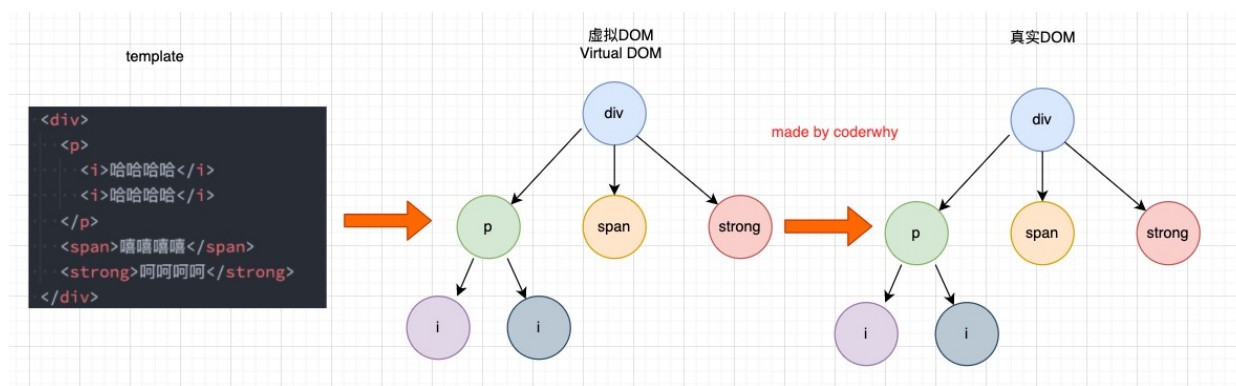 template
<div>
<p>
<i>哈哈哈哈</i>
<i>哈哈哈哈</i>
</p>
<span>嘻嘻嘻嘻</span>
<strong>呵呵呵呵</strong>
</div>
虚拟DOM
Virtual DOM
div
p
span
strong
i
i
made by coderwhy
真实DOM
div
p
span
strong
i
i